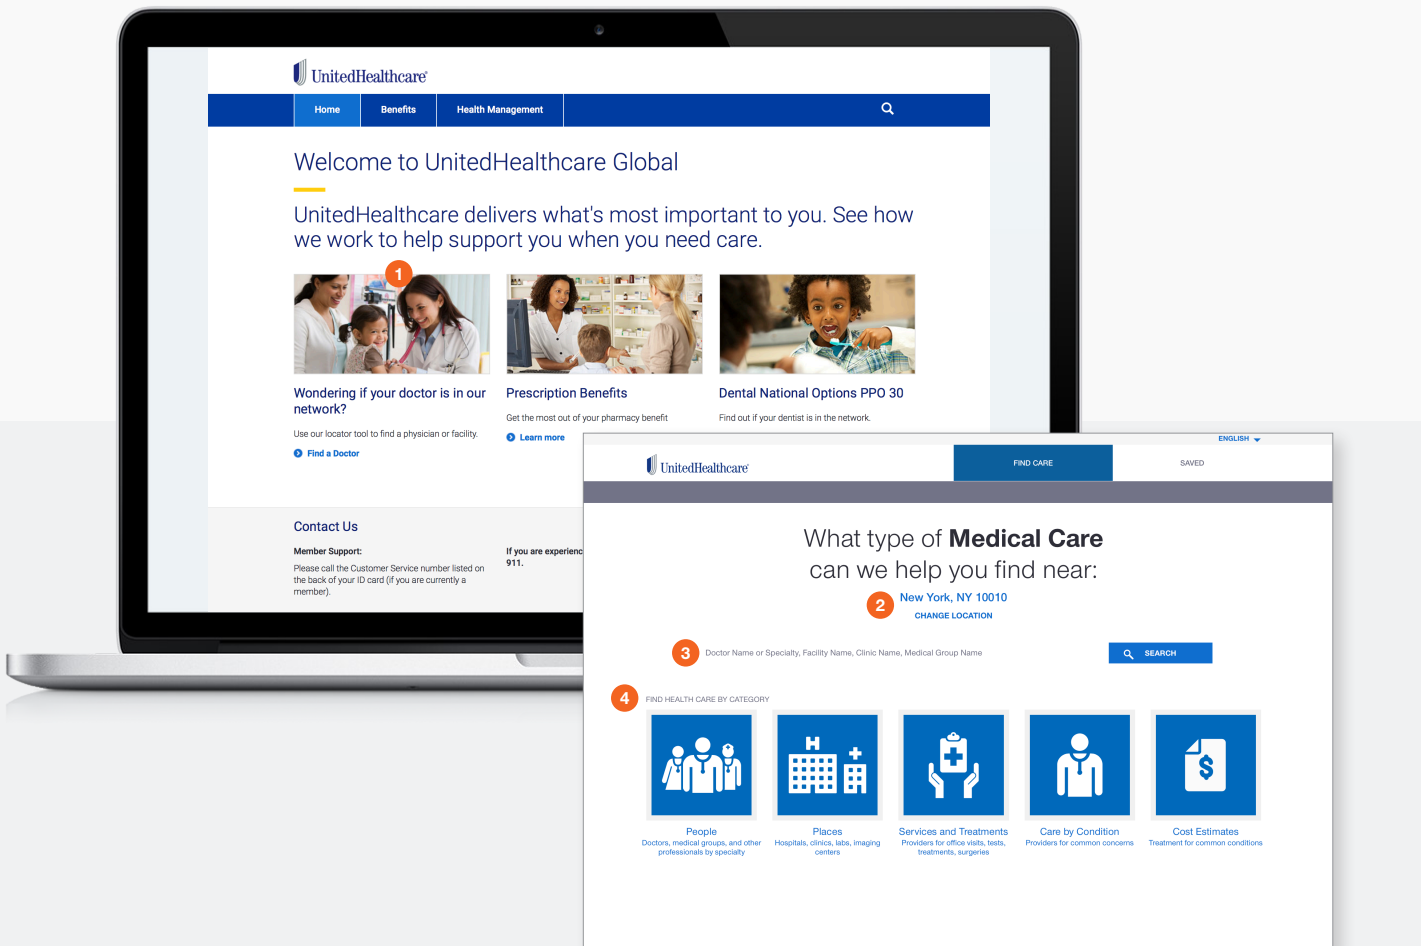 UnitedHealthcare®
Home
Benefits
Health Management
Welcome to UnitedHealthcare Global
UnitedHealthcare delivers what's most important to you. See how
we work to help support you when you need care.
1
Wondering if your doctor is in our
network?
Use our locator tool to find a physician or facility.
Find a Doctor
Prescription Benefits
Get the most out of your pharmacy benefit
Learn more
Dental National Options PPO 30
Find out if your dentist is in the network.
Contact Us
Member Support:
Please call the Customer Service number listed on
the back of your ID card (if you are currently a
member).
If you are experienc
911.
ENGLISH
UnitedHealthcare®
FIND CARE
SAVED
What type of Medical Care
can we help you find near:
2
New York, NY 10010
CHANGE LOCATION
3
Doctor Name or Specialty, Facility Name, Clinic Name, Medical Group Name
SEARCH
4
FIND HEALTH CARE BY CATEGORY
H
$
People
Doctors, medical groups, and other
professionals by specialty
Places
Hospitals, clinics, labs, imaging
centers
Services and Treatments
Providers for office visits, tests,
treatments, surgeries
Care by Condition
Providers for common concerns
Cost Estimates
Treatment for common conditions